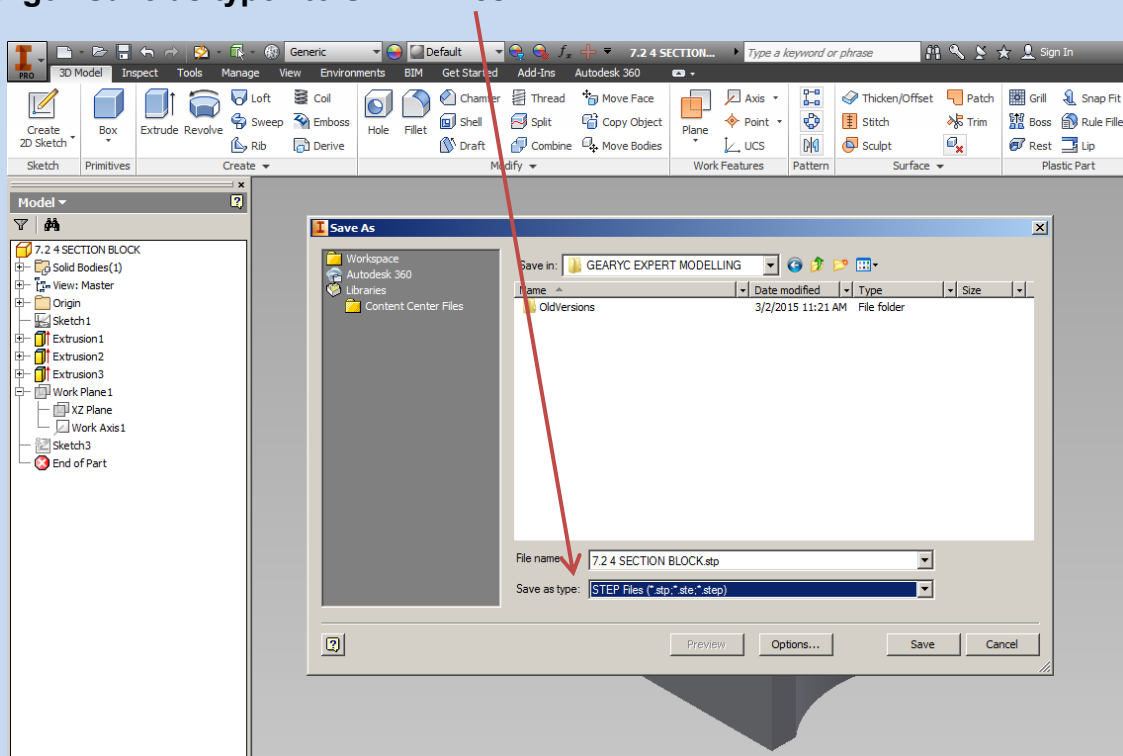 PRO
Generic
Default
7.2 4 SECTION...
Type a keyword or phrase
Sign In
3D Model Inspect Tools Manage View Environments BIM Get Started Add-Ins Autodesk 360
Create
2D Sketch
Box
Extrude
Revolve
Loft
Sweep
Rib
Coil
Emboss
Derive
Hole
Fillet
Chamfer
Shell
Draft
Thread
Split
Combine
Move Face
Copy Object
Move Bodies
Plane
Axis
Point
UCS
Thicken/Offset
Stitch
Sculpt
Patch
Trim
Grill
Boss
Rest
Snap Fit
Rule Fille
Lip
Sketch Primitives Create Modify Work Features Pattern Surface Plastic Part
Model
7.2 4 SECTION BLOCK
Solid Bodies(1)
View: Master
Origin
Sketch1
Extrusion1
Extrusion2
Extrusion3
Work Plane1
XZ Plane
Work Axis1
Sketch3
End of Part
Save As
Workspace
Autodesk 360
Libraries
Content Center Files
Save in: GEARYC EXPERT MODELLING
Name Date modified Type Size
OldVersions 3/2/2015 11:21 AM File folder
File name: 7.2 4 SECTION BLOCK.stp
Save as type: STEP Files (*.stp;*.ste;*.step)
Preview Options... Save Cancel